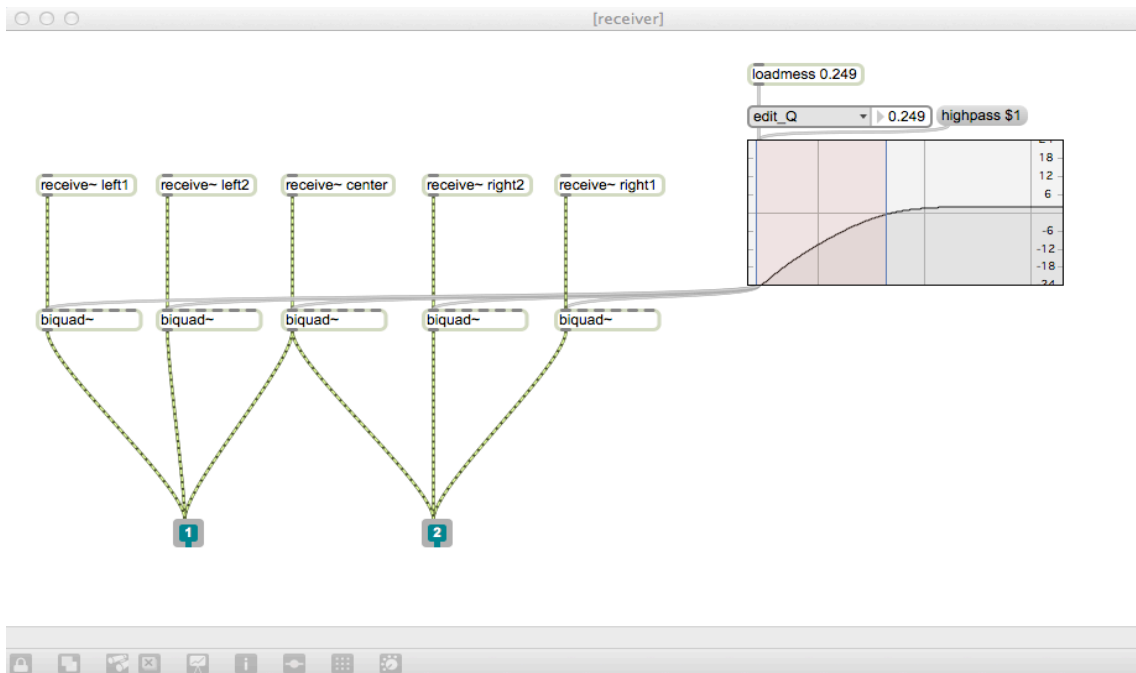 [receiver]
loadmess 0.249
edit_Q 0.249 highpass $1
18
12
6
-6
-12
-18
receive~ left1 receive~ left2 receive~ center receive~ right2 receive~ right1
biquad~ biquad~ biquad~ biquad~ biquad~
1 2